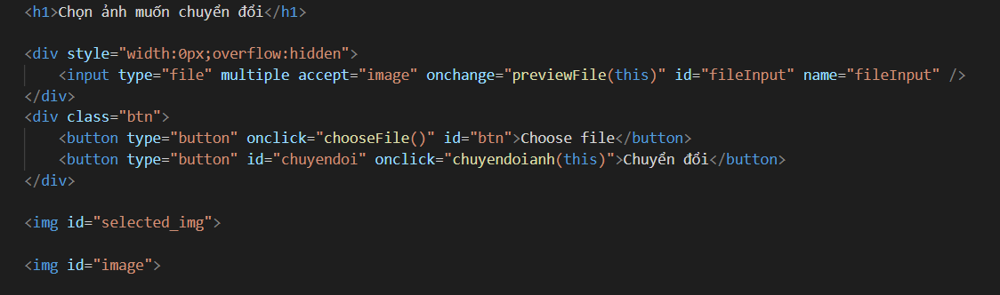 <h1>Chọn ảnh muốn chuyển đổi</h1>
<div style="width:0px;overflow:hidden">
<input type="file" multiple accept="image" onchange="previewFile(this)" id="fileInput" name="fileInput" />
</div>
<div class="btn">
<button type="button" onclick="chooseFile()" id="btn">Choose file</button>
<button type="button" id="chuyendoi" onclick="chuyendoianh(this)">Chuyển đổi</button>
</div>
<img id="selected_img">
<img id="image">